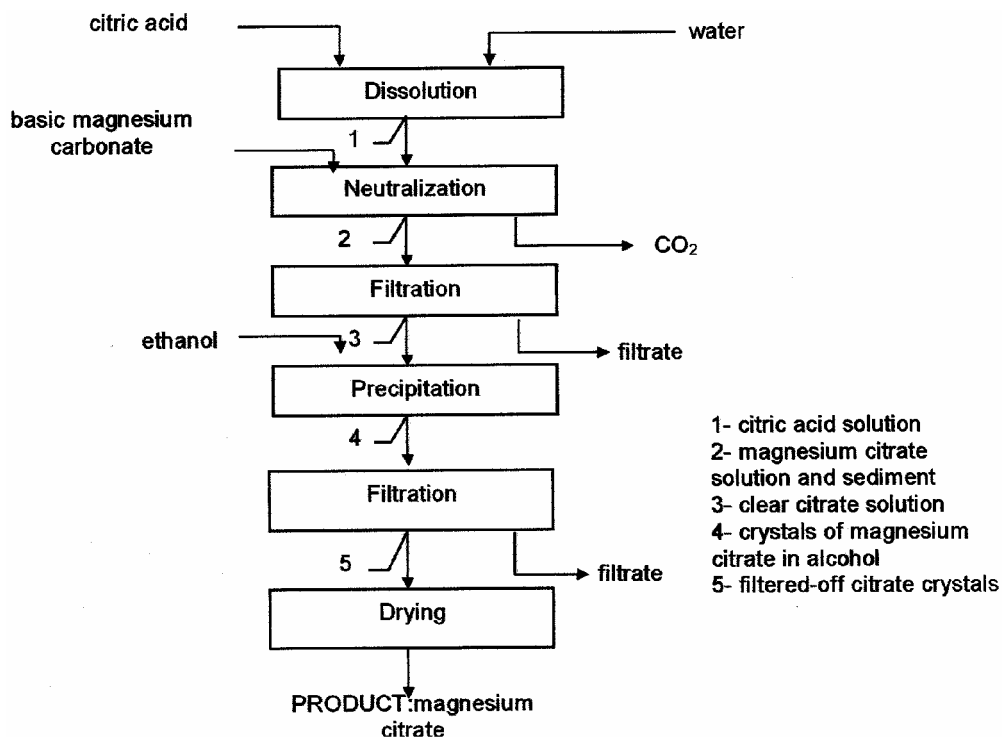 citric acid
water
Dissolution
basic magnesium
carbonate
1
Neutralization
2
CO₂
Filtration
ethanol
3
filtrate
Precipitation
4
Filtration
5
filtrate
Drying
PRODUCT:magnesium
citrate
1- citric acid solution
2- magnesium citrate
solution and sediment
3- clear citrate solution
4- crystals of magnesium
citrate in alcohol
5- filtered-off citrate crystals